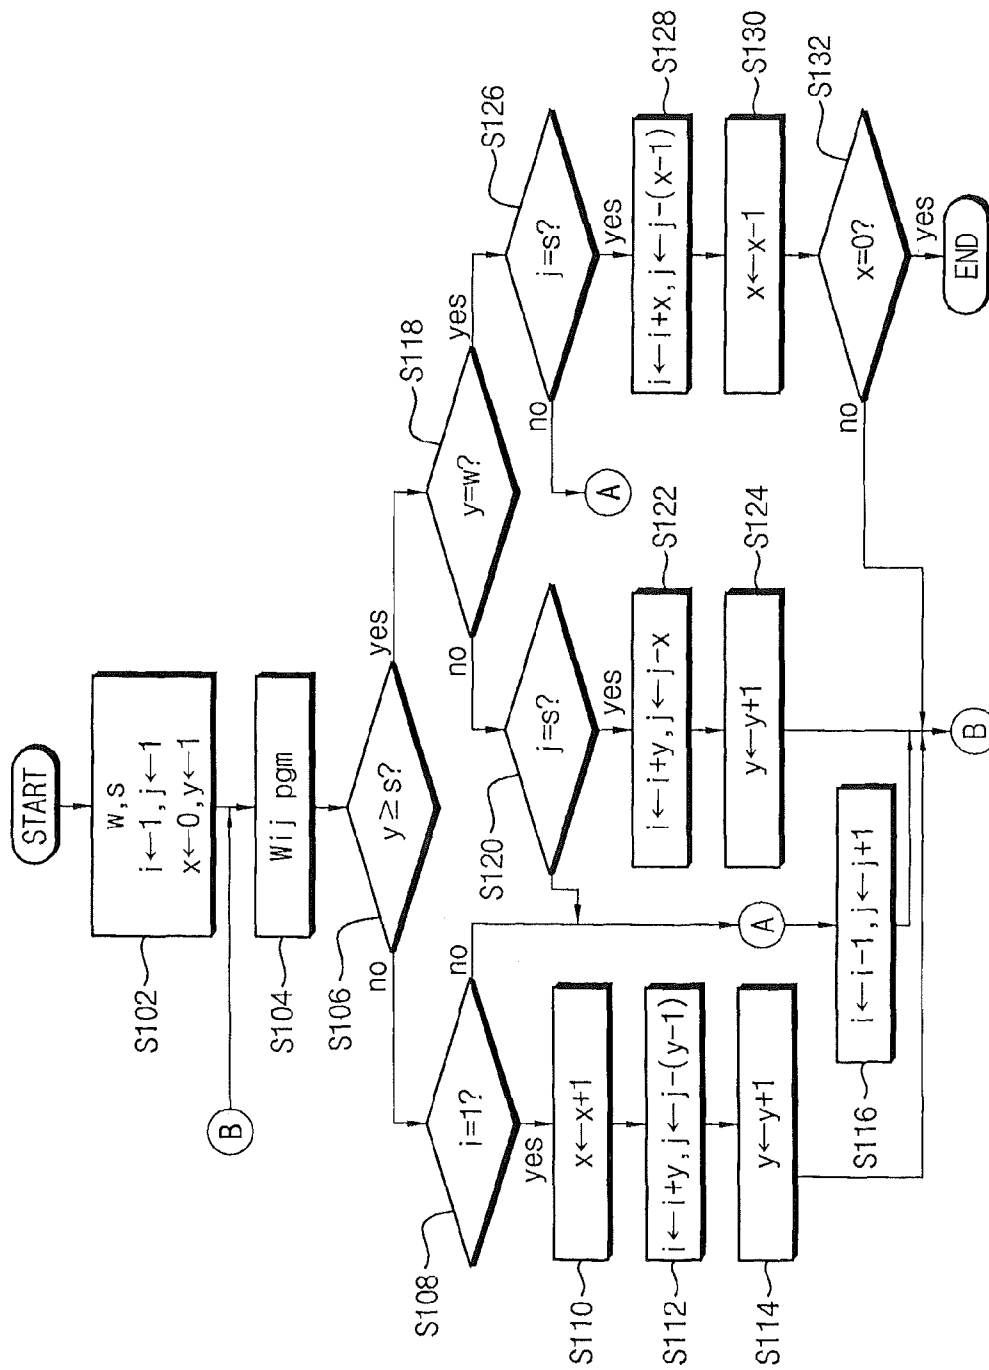 START
w,s
i←1,j←1
x←0,y←1
S102
B
Wij pgm
S104
y≥s?
S106
no
yes
i=1?
S108
no
yes
x←x+1
S110
i←i+y,j←j-(y-1)
S112
y←y+1
S114
A
i←i-1,j←j+1
S116
y=w?
S118
no
yes
j=s?
S120
yes
i←i+y,j←j-x
S122
y←y+1
S124
B
j=s?
S126
no
A
yes
i←i+x,j←j-(x-1)
S128
x←x-1
S130
x=0?
S132
no
yes
END